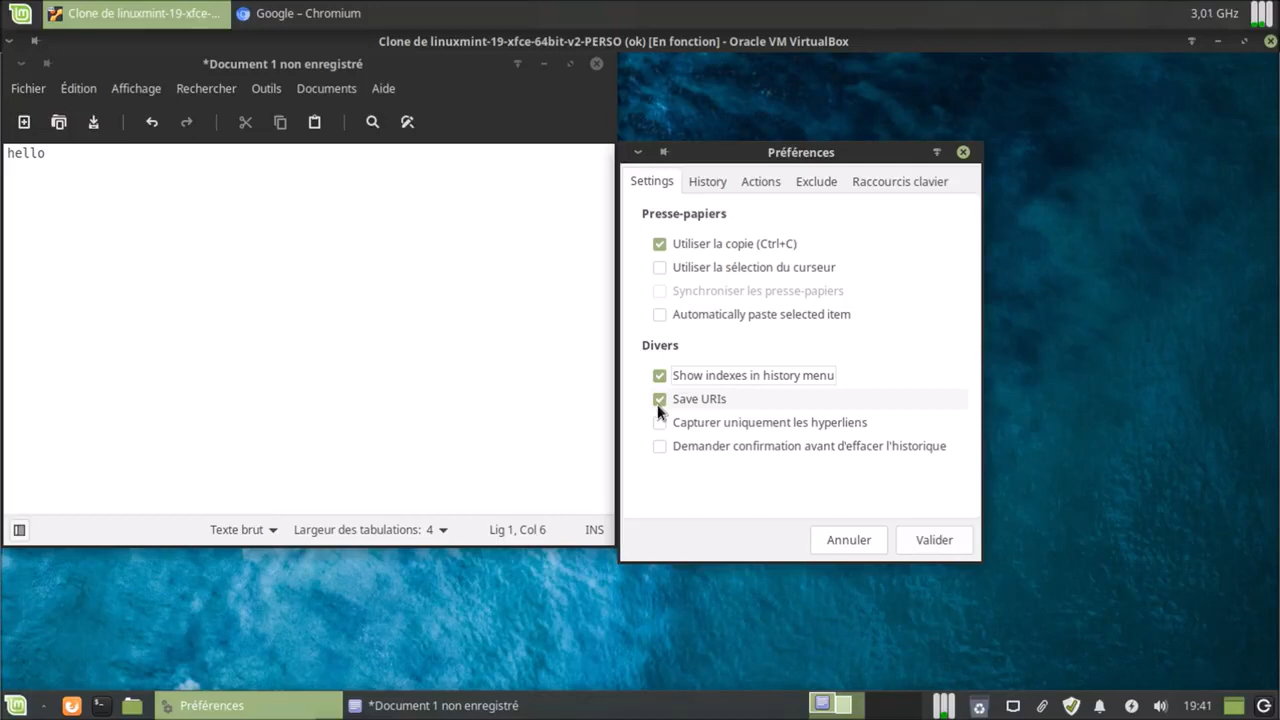 Clone de linuxmint-19-xfce-...
Google – Chromium
3,01 GHz
Clone de linuxmint-19-xfce-64bit-v2-PERSO (ok) [En fonction] - Oracle VM VirtualBox
*Document 1 non enregistré
Fichier Édition Affichage Rechercher Outils Documents Aide
hello
Texte brut Largeur des tabulations: 4 Lig 1, Col 6 INS
Préférences
Settings History Actions Exclude Raccourcis clavier
Presse-papiers
Utiliser la copie (Ctrl+C)
Utiliser la sélection du curseur
Synchroniser les presse-papiers
Automatically paste selected item
Divers
Show indexes in history menu
Save URIs
Capturer uniquement les hyperliens
Demander confirmation avant d'effacer l'historique
Annuler Valider
Préférences
*Document 1 non enregistré
19:41